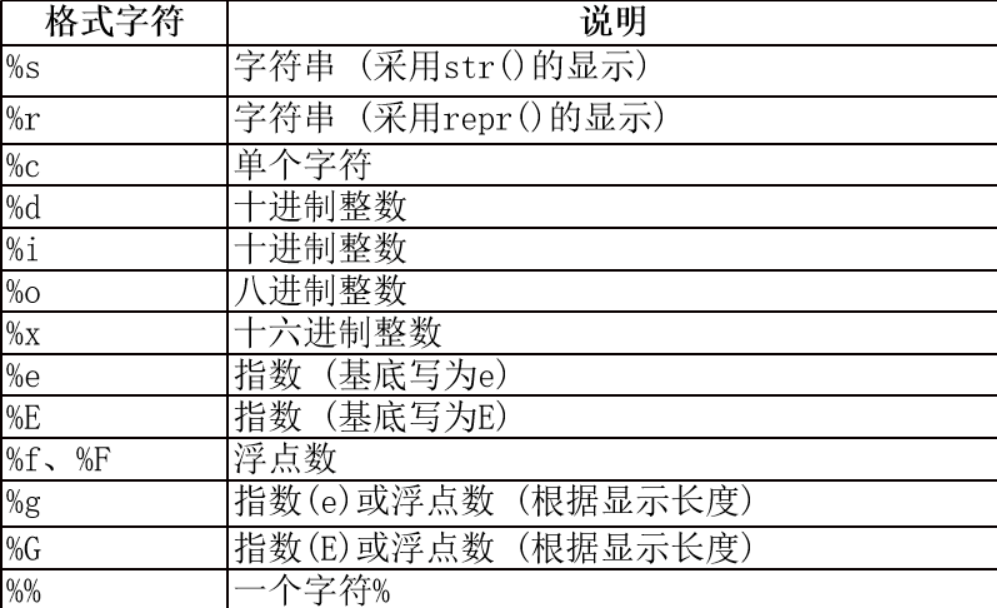 格式字符 说明
%s 字符串 (采用str()的显示)
%r 字符串 (采用repr()的显示)
%c 单个字符
%d 十进制整数
%i 十进制整数
%o 八进制整数
%x 十六进制整数
%e 指数 (基底写为e)
%E 指数 (基底写为E)
%f、%F 浮点数
%g 指数(e)或浮点数 (根据显示长度)
%G 指数(E)或浮点数 (根据显示长度)
%% 一个字符%